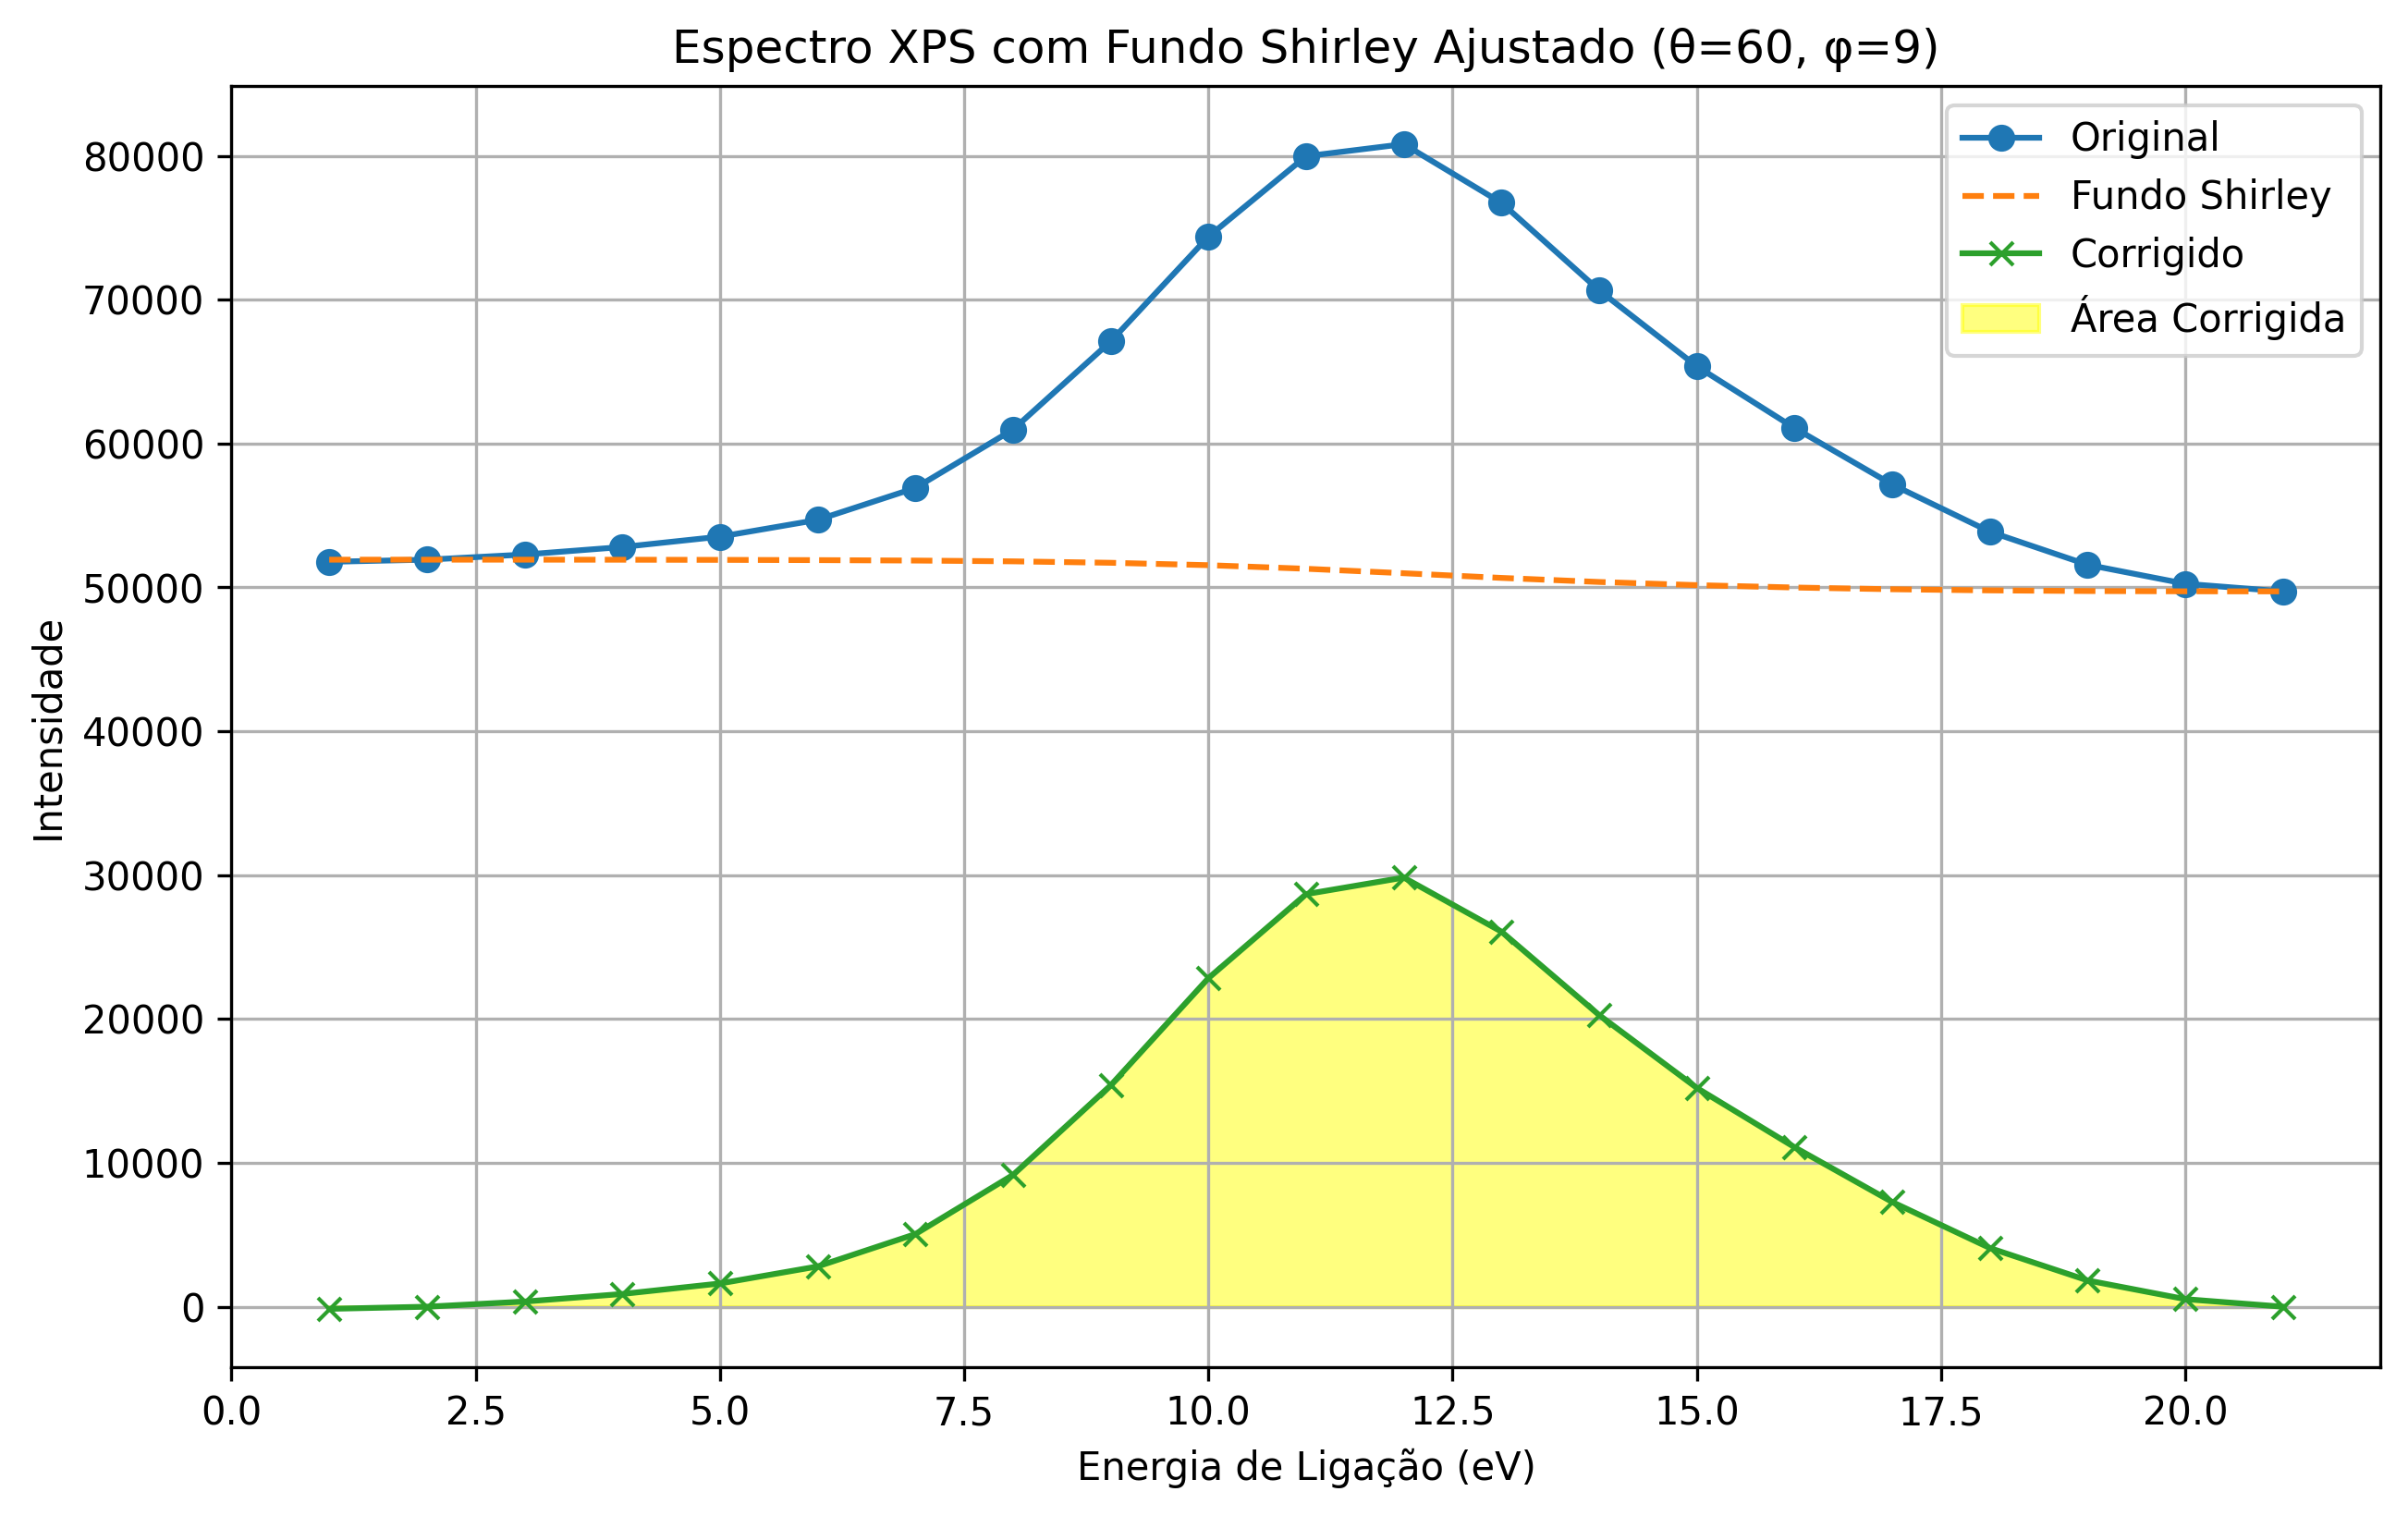 Espectro XPS com Fundo Shirley Ajustado (θ=60, φ=9)
Original
Fundo Shirley
Corrigido
Área Corrigida
80000
70000
60000
50000
40000
30000
20000
10000
0
Intensidade
0.0 2.5 5.0 7.5 10.0 12.5 15.0 17.5 20.0
Energia de Ligação (eV)